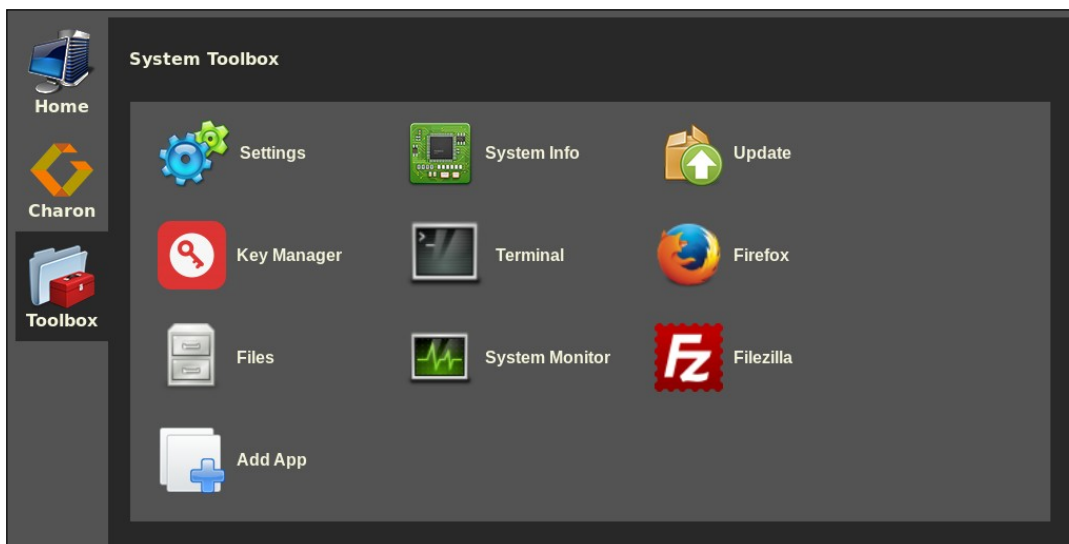 System Toolbox
Home
Charon
Toolbox
Settings
System Info
Update
Key Manager
Terminal
Firefox
Files
System Monitor
Filezilla
Add App
>_
Fz